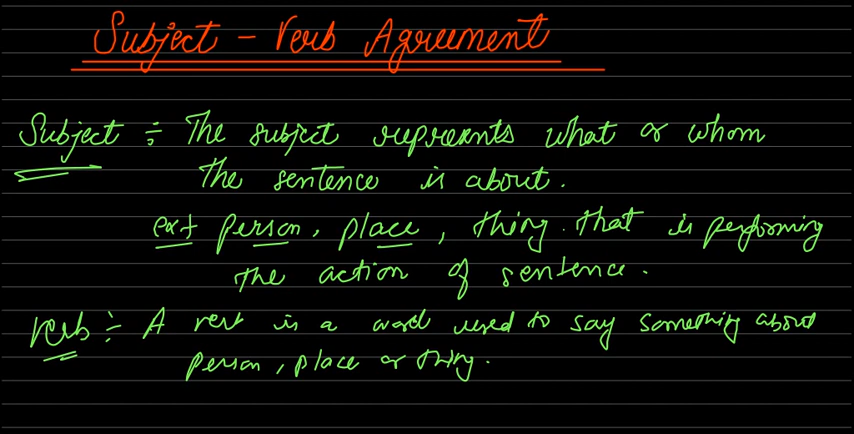 Subject - Verb Agreement
Subject ÷ The subject represents what or whom
the sentence is about.
ex÷ person, place, thing. that is performing
the action of sentence.
Verb ÷ A verb is a word used to say something about
person, place or thing.